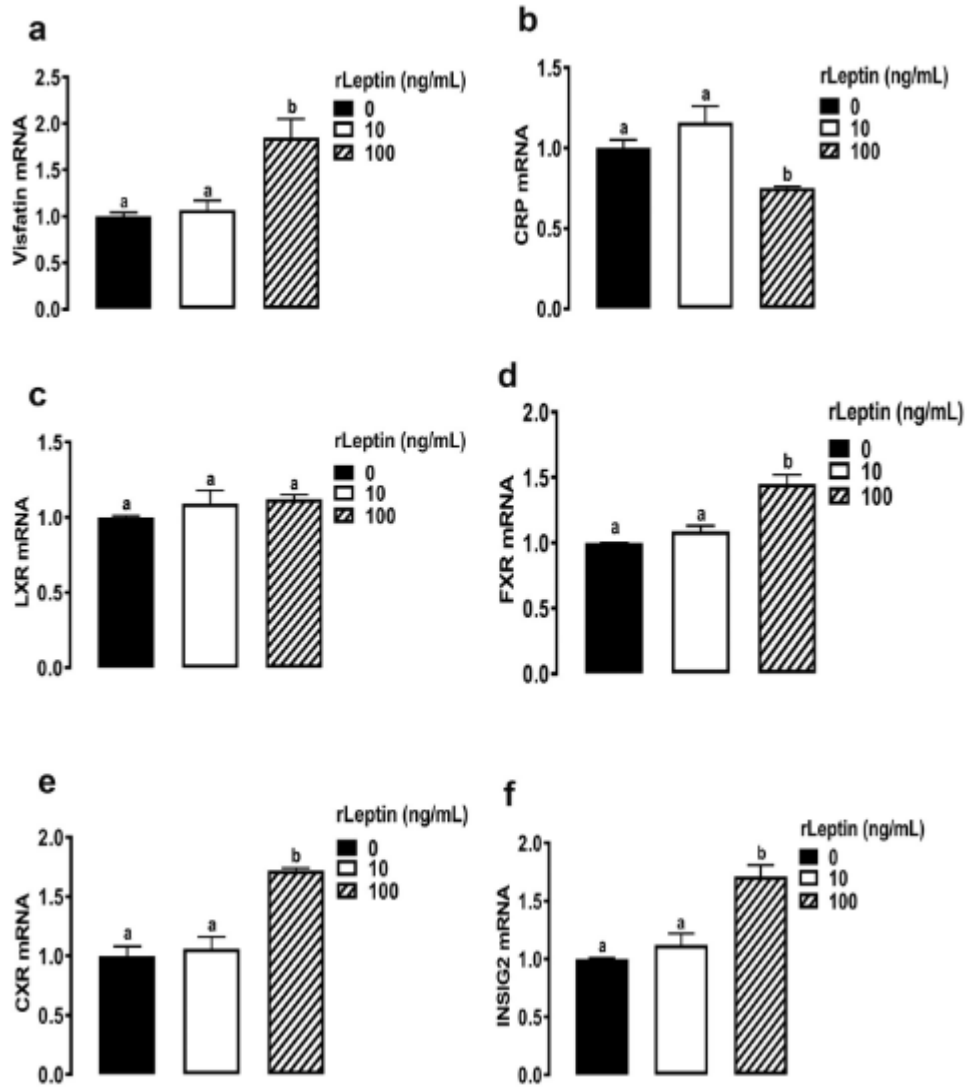 a
rLeptin (ng/mL)
0
10
100
Visfatin mRNA
2.5
2.0
1.5
1.0
0.5
0.0
a
a
b
b
rLeptin (ng/mL)
0
10
100
CRP mRNA
1.5
1.0
0.5
0.0
a
a
b
c
rLeptin (ng/mL)
0
10
100
LXR mRNA
1.5
1.0
0.5
0.0
a
a
a
d
rLeptin (ng/mL)
0
10
100
FXR mRNA
2.0
1.5
1.0
0.5
0.0
a
a
b
e
rLeptin (ng/mL)
0
10
100
CXR mRNA
2.0
1.5
1.0
0.5
0.0
a
a
b
f
rLeptin (ng/mL)
0
10
100
INSIG2 mRNA
2.0
1.5
1.0
0.5
0.0
a
a
b